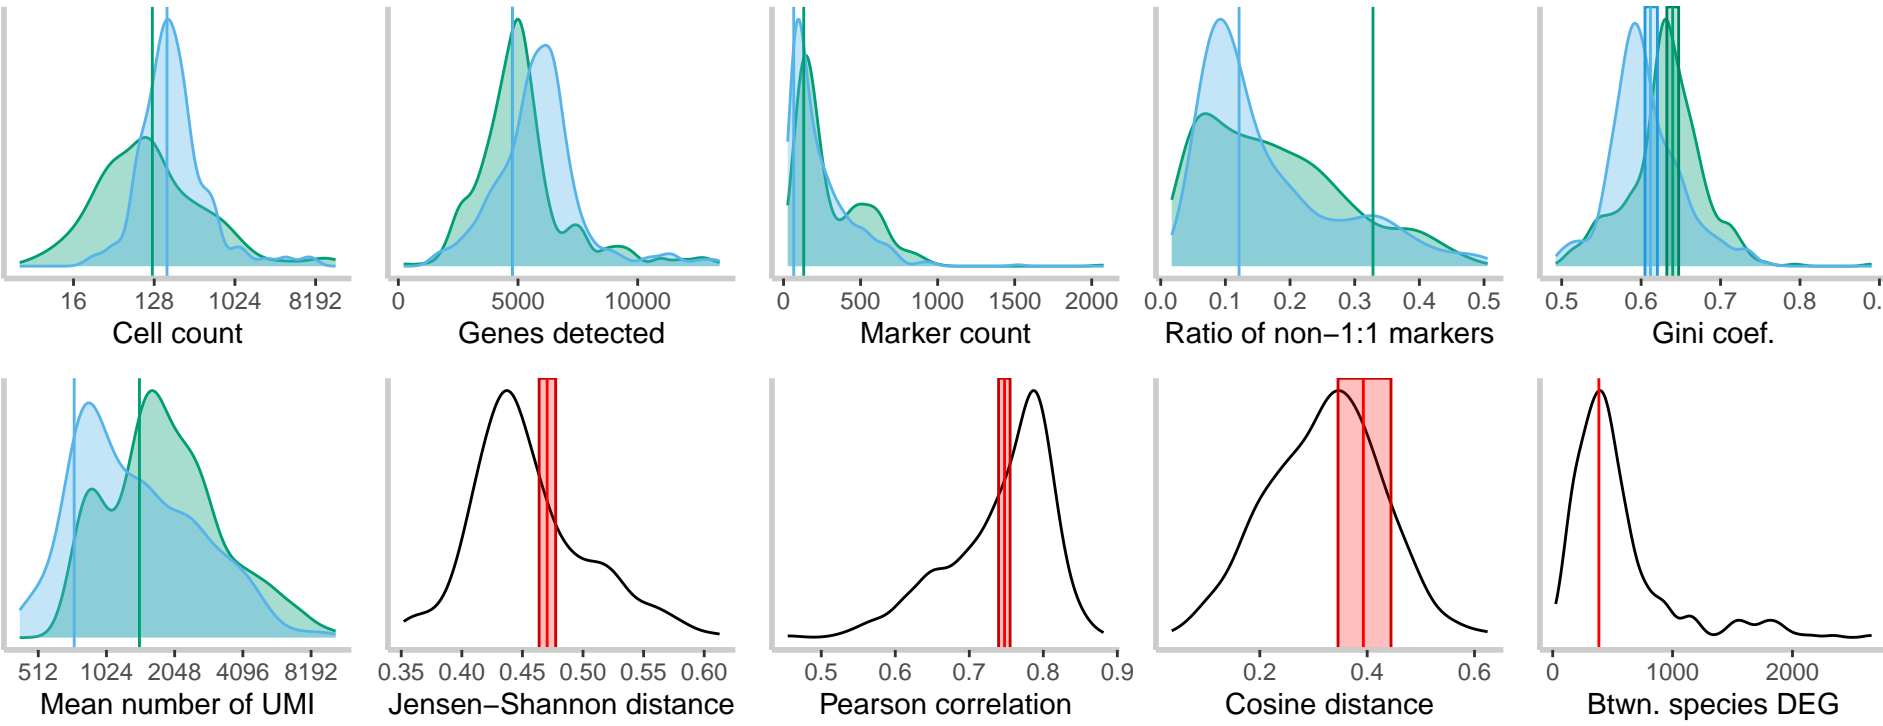 16 128 1024 8192
Cell count
0 5000 10000
Genes detected
0 500 1000 1500 2000
Marker count
0.0 0.1 0.2 0.3 0.4 0.5
Ratio of non−1:1 markers
0.5 0.6 0.7 0.8 0.
Gini coef.
512 1024 2048 4096 8192
Mean number of UMI
0.35 0.40 0.45 0.50 0.55 0.60
Jensen−Shannon distance
0.5 0.6 0.7 0.8 0.9
Pearson correlation
0.2 0.4 0.6
Cosine distance
0 1000 2000
Btwn. species DEG